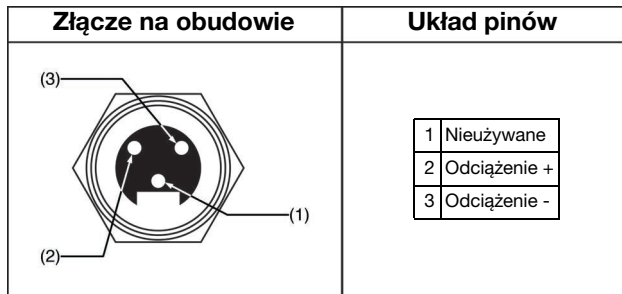 Złącze na obudowie
Układ pinów
(3)
(1)
(2)
1 Nieużywane
2 Odciążenie +
3 Odciążenie -